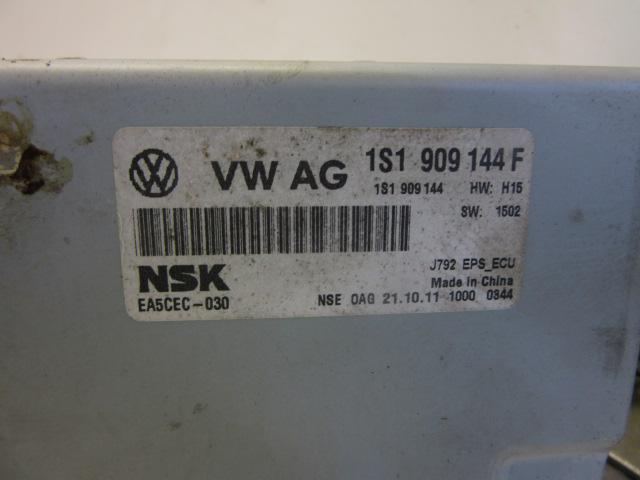 VW AG 1S1 909 144 F
1S1 909 144 HW: H15
SW: 1502
NSK J792 EPS_ECU
Made in China
EA5CEC-030 NSE OAG 21.10.11 1000 0344